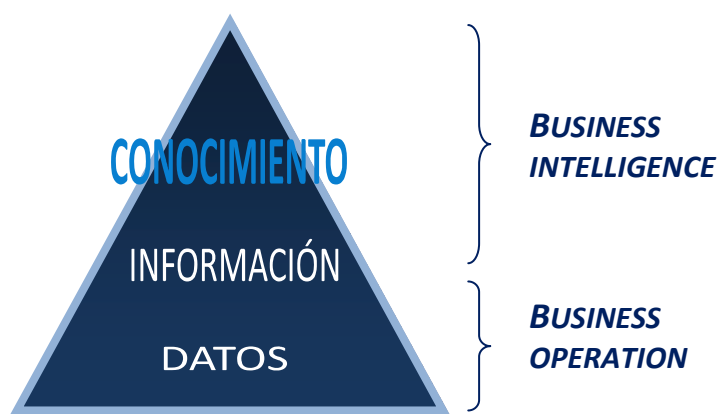 CONOCIMIENTO
INFORMACIÓN
DATOS
BUSINESS
INTELLIGENCE
BUSINESS
OPERATION